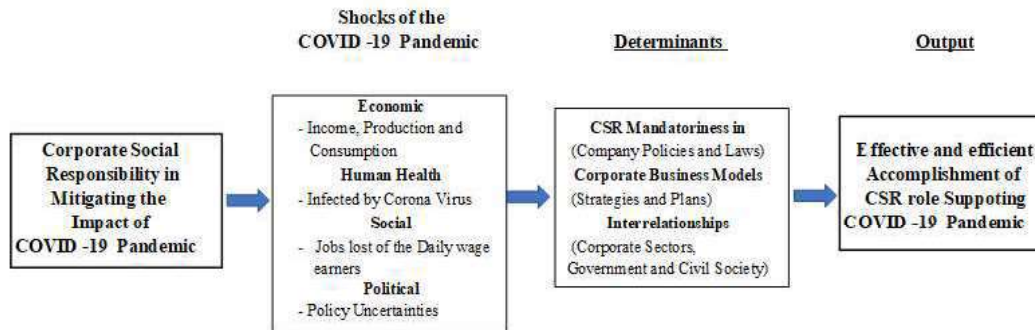 Shocks of the
COVID -19 Pandemic
Determinants
Output
Corporate Social
Responsibility in
Mitigating the
Impact of
COVID -19 Pandemic
Economic
- Income, Production and
Consumption
Human Health
- Infected by Corona Virus
Social
- Jobs lost of the Daily wage
earners
Political
- Policy Uncertainties
CSR Mandatoriness in
(Company Policies and Laws)
Corporate Business Models
(Strategies and Plans)
Interrelationships
(Corporate Sectors,
Government and Civil Society)
Effective and efficient
Accomplishment of
CSR role Suppoting
COVID -19 Pandemic